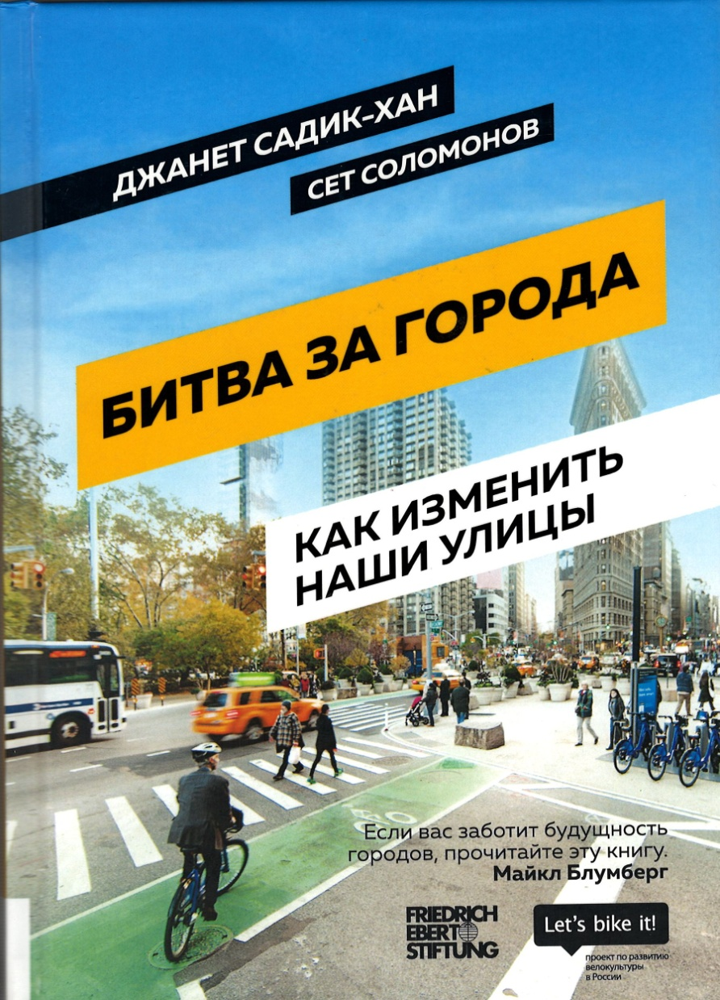 ДЖАНЕТ САДИК-ХАН
СЕТ СОЛОМОНОВ
БИТВА ЗА ГОРОДА
КАК ИЗМЕНИТЬ
НАШИ УЛИЦЫ
Если вас заботит будущность
городов, прочитайте эту книгу.
Майкл Блумберг
FRIEDRICH
EBERT
STIFTUNG
Let's bike it!
проект по развитию
велокультуры
в России